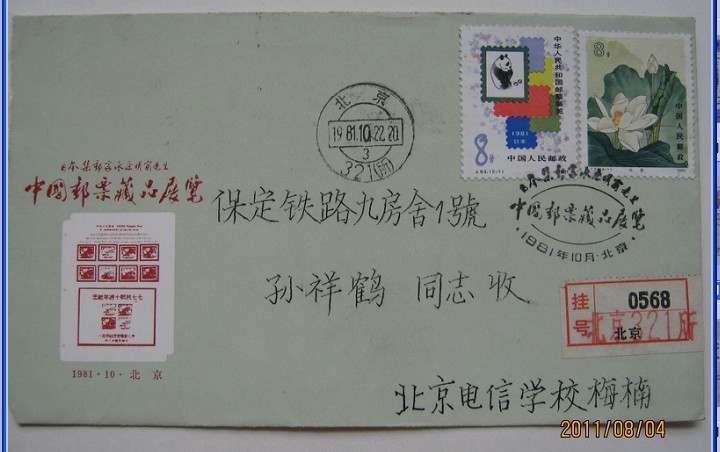 日本集邮家水原明窗先生
中國郵票藏品展覽
1981·10·北京
北京
1981.10.22.20
3
321(所)
中华人民共和国邮票展览
1981
日本
8分
中国人民邮政
J.63.(2-1)
8分
中国人民邮政
日本集邮家水原明窗先生
中國郵票藏品展覽
·1981年10月·北京·
保定铁路九房舍1號
孙祥鹤 同志 收
挂号
0568
北京321所
北京
北京电信学校梅楠
2011/08/04